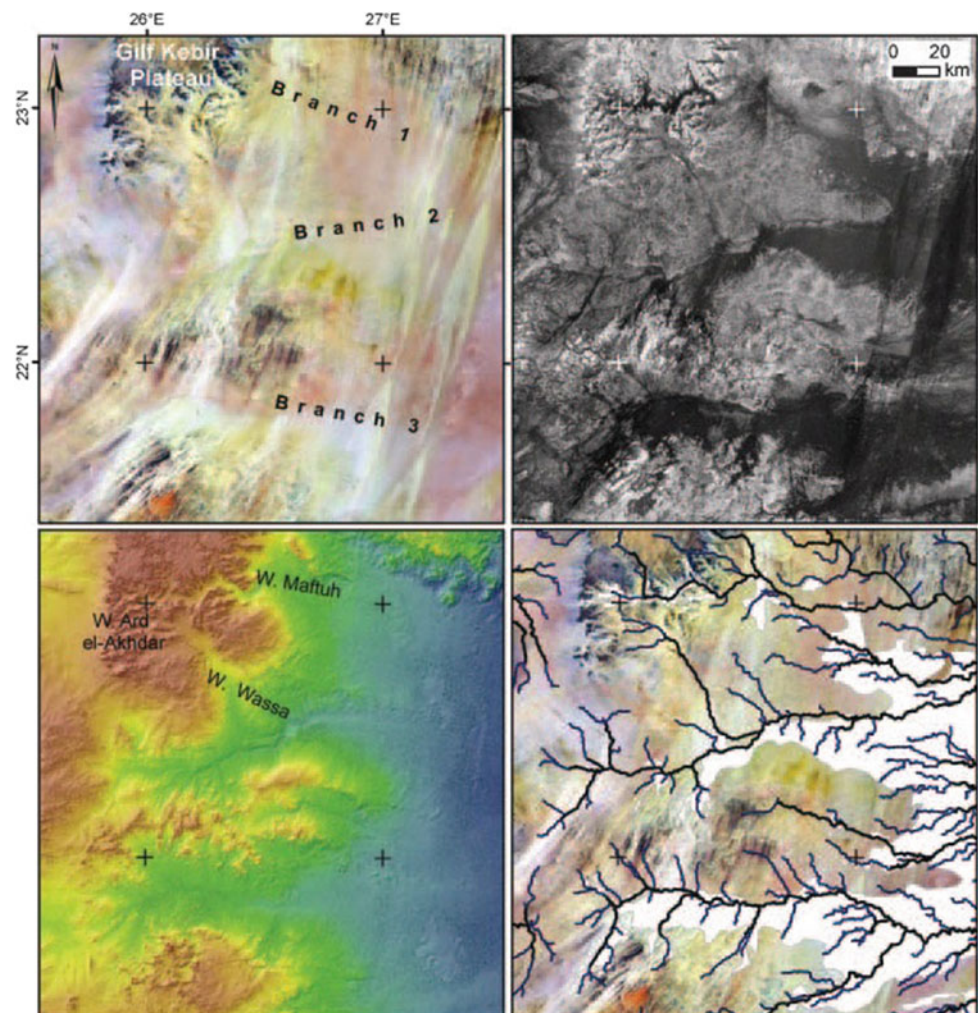 26°E 27°E
N
Gilf Kebir
Plateau
0 20
km
23°N
Branch 1
Branch 2
22°N
Branch 3
W. Maftuh
W. Ard
el-Akhdar
W. Wassa